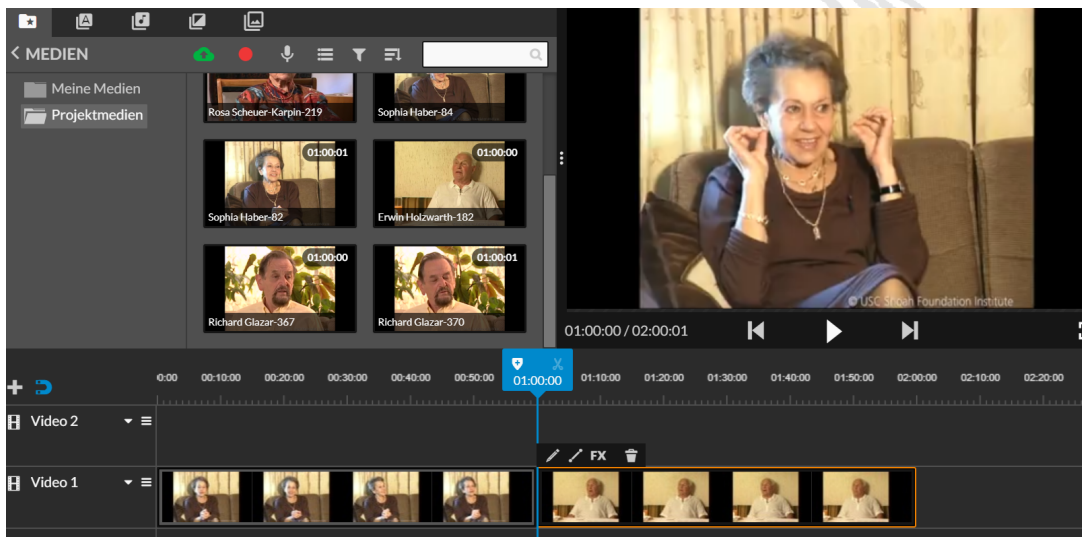 A
MEDIEN
Meine Medien
Projektmedien
Rosa Scheuer-Karpin-219
Sophia Haber-84
01:00:01
01:00:00
Sophia Haber-82
Erwin Holzwarth-182
01:00:00
01:00:01
Richard Glazar-367
Richard Glazar-370
© USC Shoah Foundation Institute
01:00:00 / 02:00:01
0:00 00:10:00 00:20:00 00:30:00 00:40:00 00:50:00 01:00:00 01:10:00 01:20:00 01:30:00 01:40:00 01:50:00 02:00:00 02:10:00 02:20:00
Video 2
FX
Video 1